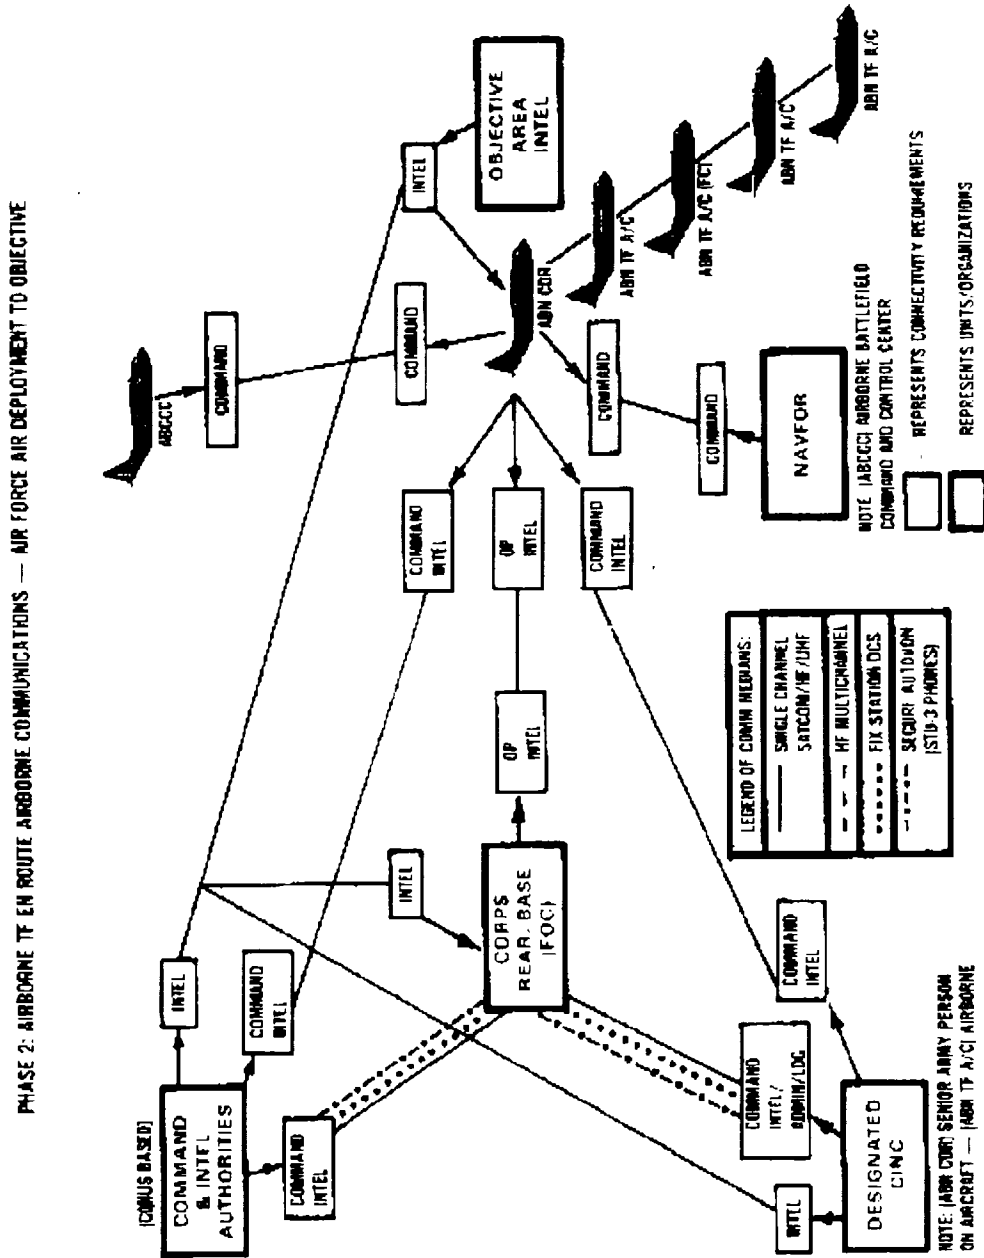 PHASE 2: AIRBORNE TF EN ROUTE AIRBORNE COMMUNICATIONS — AIR FORCE AIR DEPLOYMENT TO OBJECTIVE
(CONUS BASED)
COMMAND
& INTEL
AUTHORITIES
INTEL
COMMAND
INTEL
COMMAND
INTEL
ABCCC
COMMAND
COMMAND
INTEL
OBJECTIVE
AREA
INTEL
INTEL
CORPS
REAR. BASE
(FOC)
OP
INTEL
COMMAND
INTEL
OP
INTEL
COMMAND
INTEL
ABN CDR
ABN TF A/C
ABN TF A/C (FC)
ABN TF A/C
ABN TF A/C
COMMAND
COMMAND
NAVFOR
COMMAND
INTEL/
ADMIN/LOG
INTEL
COMMAND
INTEL
DESIGNATED
CINC
LEGEND OF COMM MEDIANS:
SINGLE CHANNEL
SATCOM/HF/UHF
HF MULTICHANNEL
FIX STATION DCS
SECURE AUTOVON
(STU-3 PHONES)
NOTE (ABCCC) AIRBORNE BATTLEFIELD
COMMAND AND CONTROL CENTER
REPRESENTS CONNECTIVITY REQUIREMENTS
REPRESENTS UNITS/ORGANIZATIONS
NOTE: (ABN CDR) SENIOR ARMY PERSON
ON AIRCRAFT — (ABN TF A/C) AIRBORNE